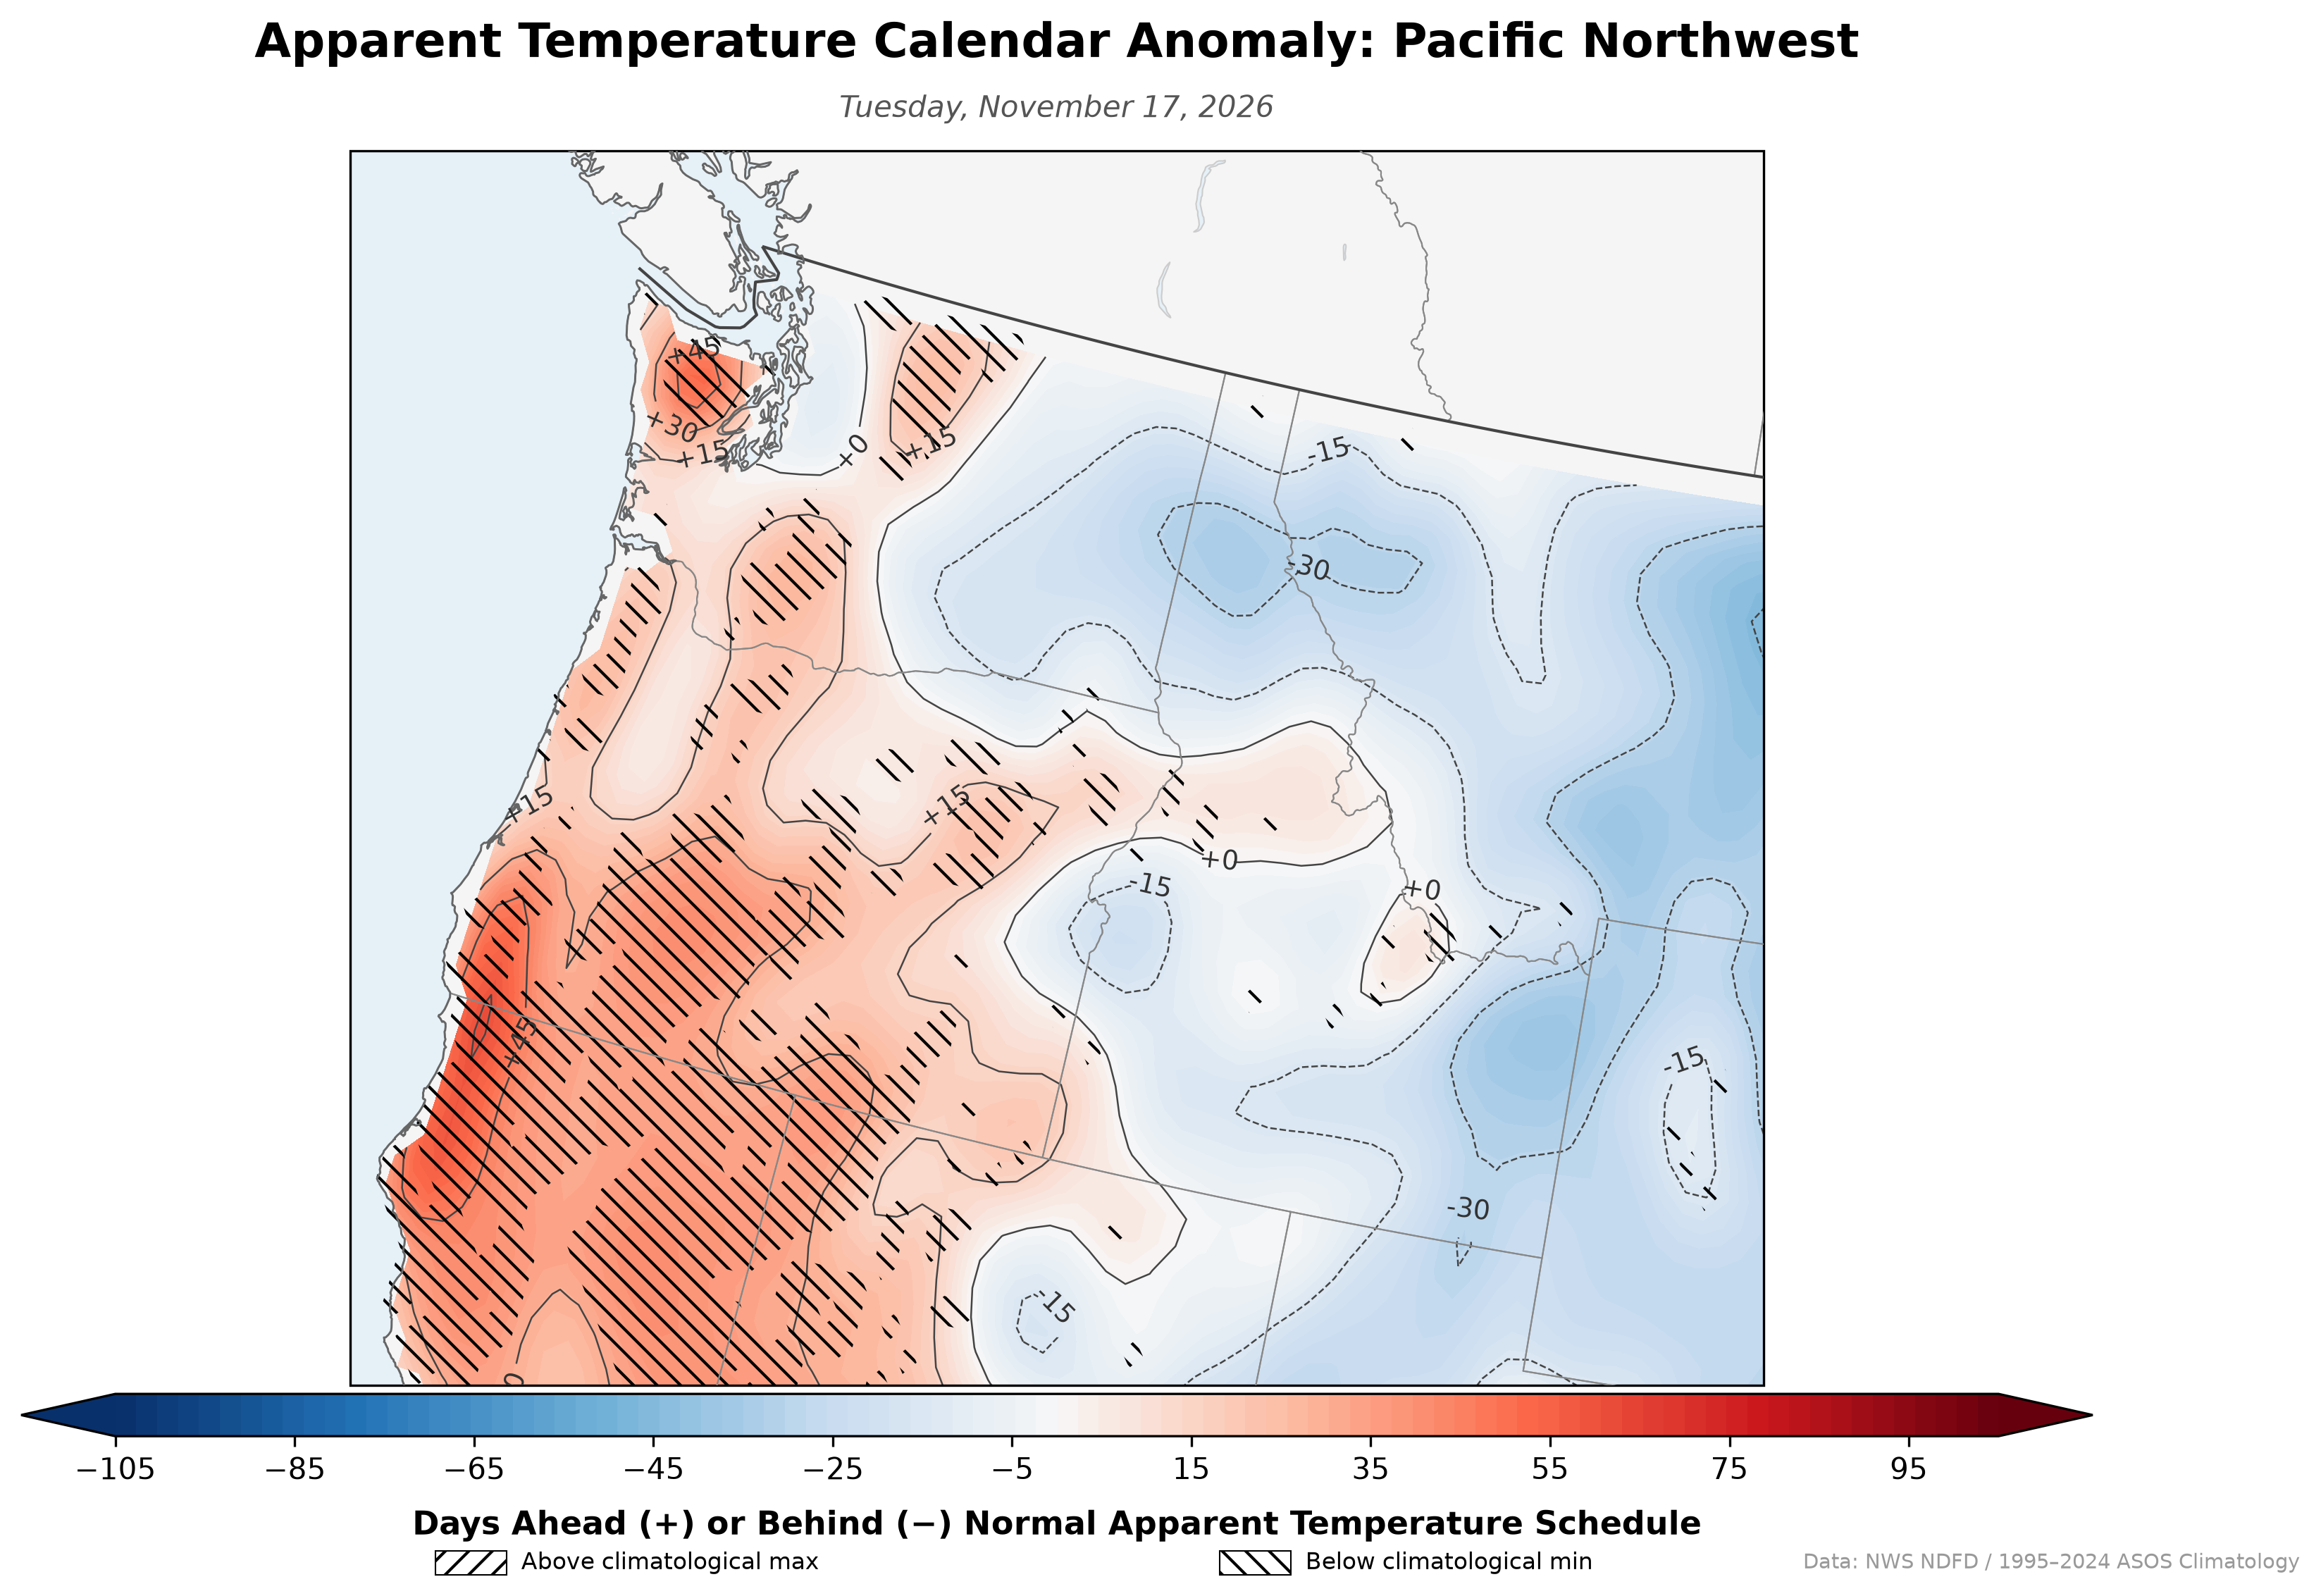 Apparent Temperature Calendar Anomaly: Pacific Northwest
Tuesday, November 17, 2026
+45
+30
+15
+0
+15
-15
-30
+15
+15
+0
-15
+0
+45
-15
-30
-15
0
−105 −85 −65 −45 −25 −5 15 35 55 75 95
Days Ahead (+) or Behind (−) Normal Apparent Temperature Schedule
Above climatological max
Below climatological min
Data: NWS NDFD / 1995–2024 ASOS Climatology